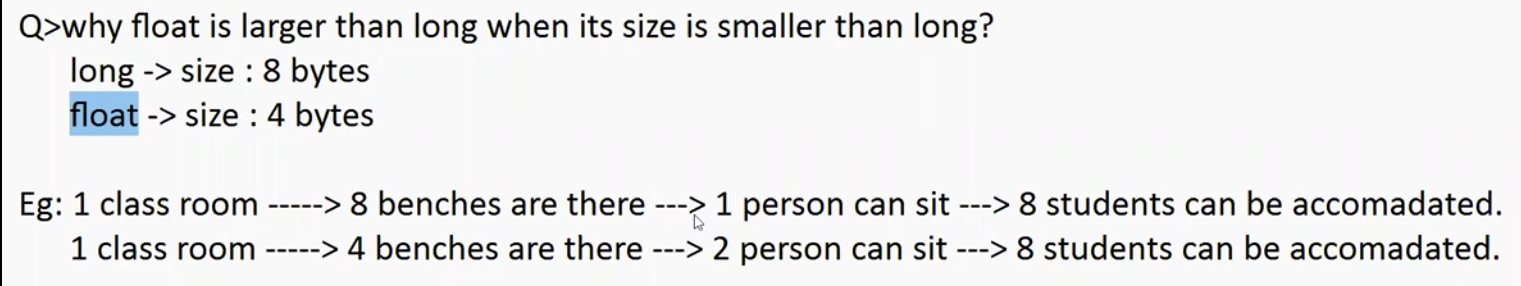 Q>why float is larger than long when its size is smaller than long?
long -> size : 8 bytes
float -> size : 4 bytes
Eg: 1 class room -----> 8 benches are there ---> 1 person can sit ---> 8 students can be accomadated.
1 class room -----> 4 benches are there ---> 2 person can sit ---> 8 students can be accomadated.